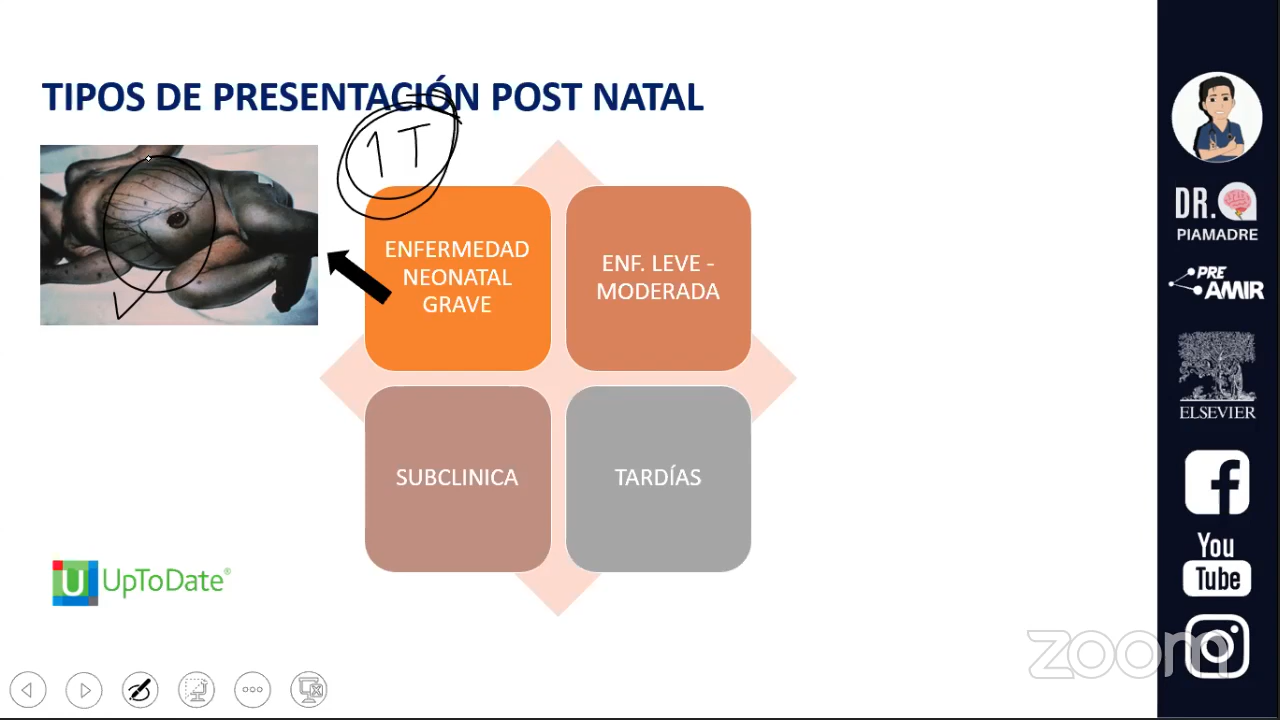 TIPOS DE PRESENTACIÓN POST NATAL
1 T
ENFERMEDAD
NEONATAL
GRAVE
ENF. LEVE -
MODERADA
SUBCLINICA
TARDÍAS
UpToDate®
DR.
PIAMADRE
PRE
AMIR
ELSEVIER
You
Tube
zoom